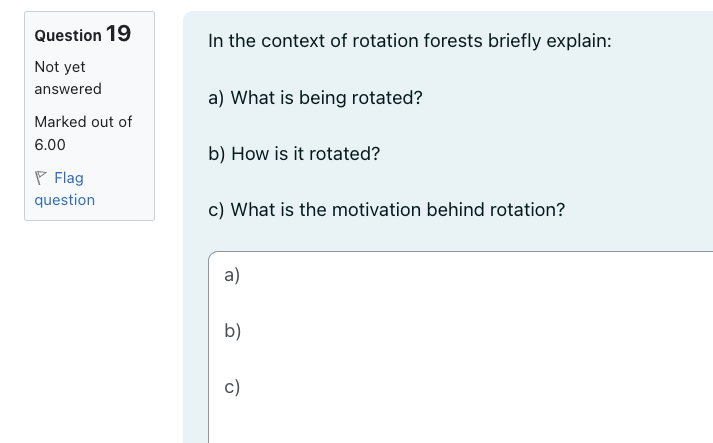 Question 19
Not yet
answered
Marked out of
6.00
Flag
question
In the context of rotation forests briefly explain:
a) What is being rotated?
b) How is it rotated?
c) What is the motivation behind rotation?
a)
b)
c)